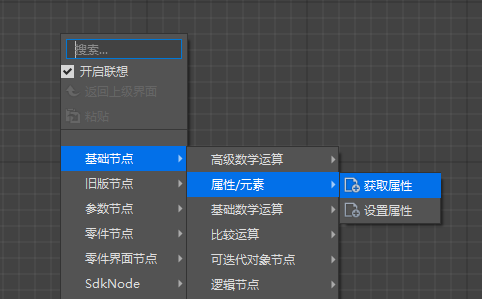 搜索...
开启联想
返回上级界面
粘贴
基础节点
旧版节点
参数节点
零件节点
零件界面节点
SdkNode
高级数学运算
属性/元素
基础数学运算
比较运算
可迭代对象节点
逻辑节点
获取属性
设置属性